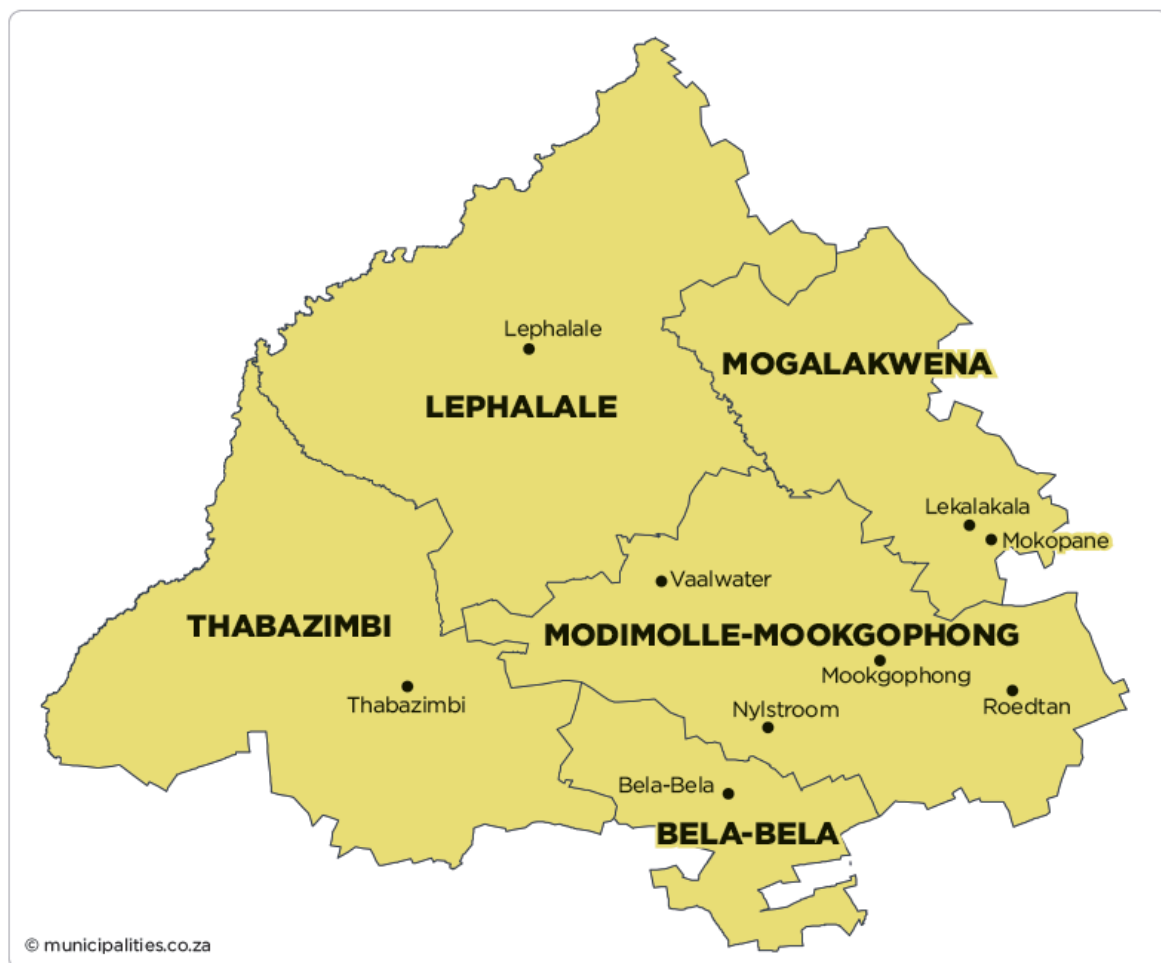 Lephalale
MOGALAKWENA
LEPHALALE
Lekalakala
Mokopane
Vaalwater
THABAZIMBI
MODIMOLLE-MOOKGOPHONG
Mookgophong
Thabazimbi
Nylstroom
Roedtan
Bela-Bela
BELA-BELA
© municipalities.co.za